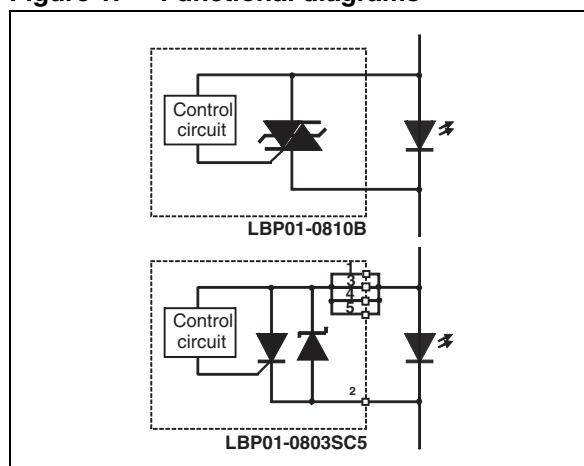 Figure 1. Functional diagrams
Control
circuit
LBP01-0810B
1
3
4
5
Control
circuit
2
LBP01-0803SC5